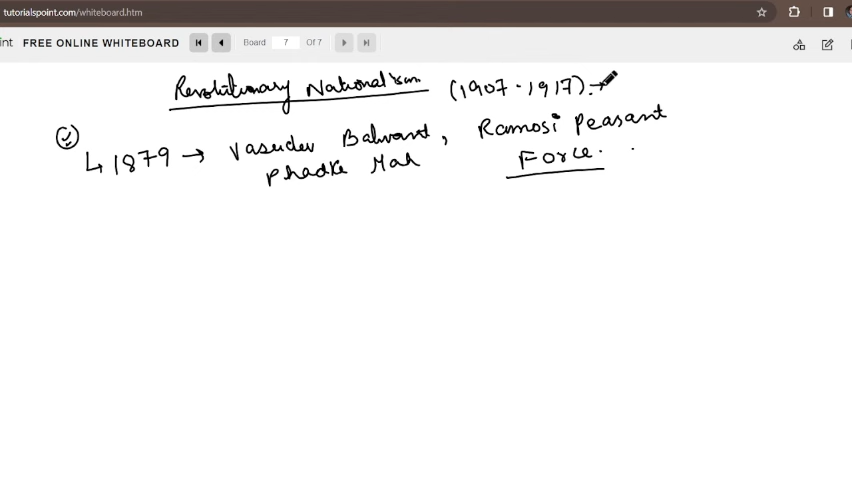 tutorialspoint.com/whiteboard.htm
int FREE ONLINE WHITEBOARD Board 7 Of 7
Revolutionary Nationalism (1907-1917). →
↳ 1879 → Vasudev Balwant, Ramosi Peasant
Phadke Mah Force.